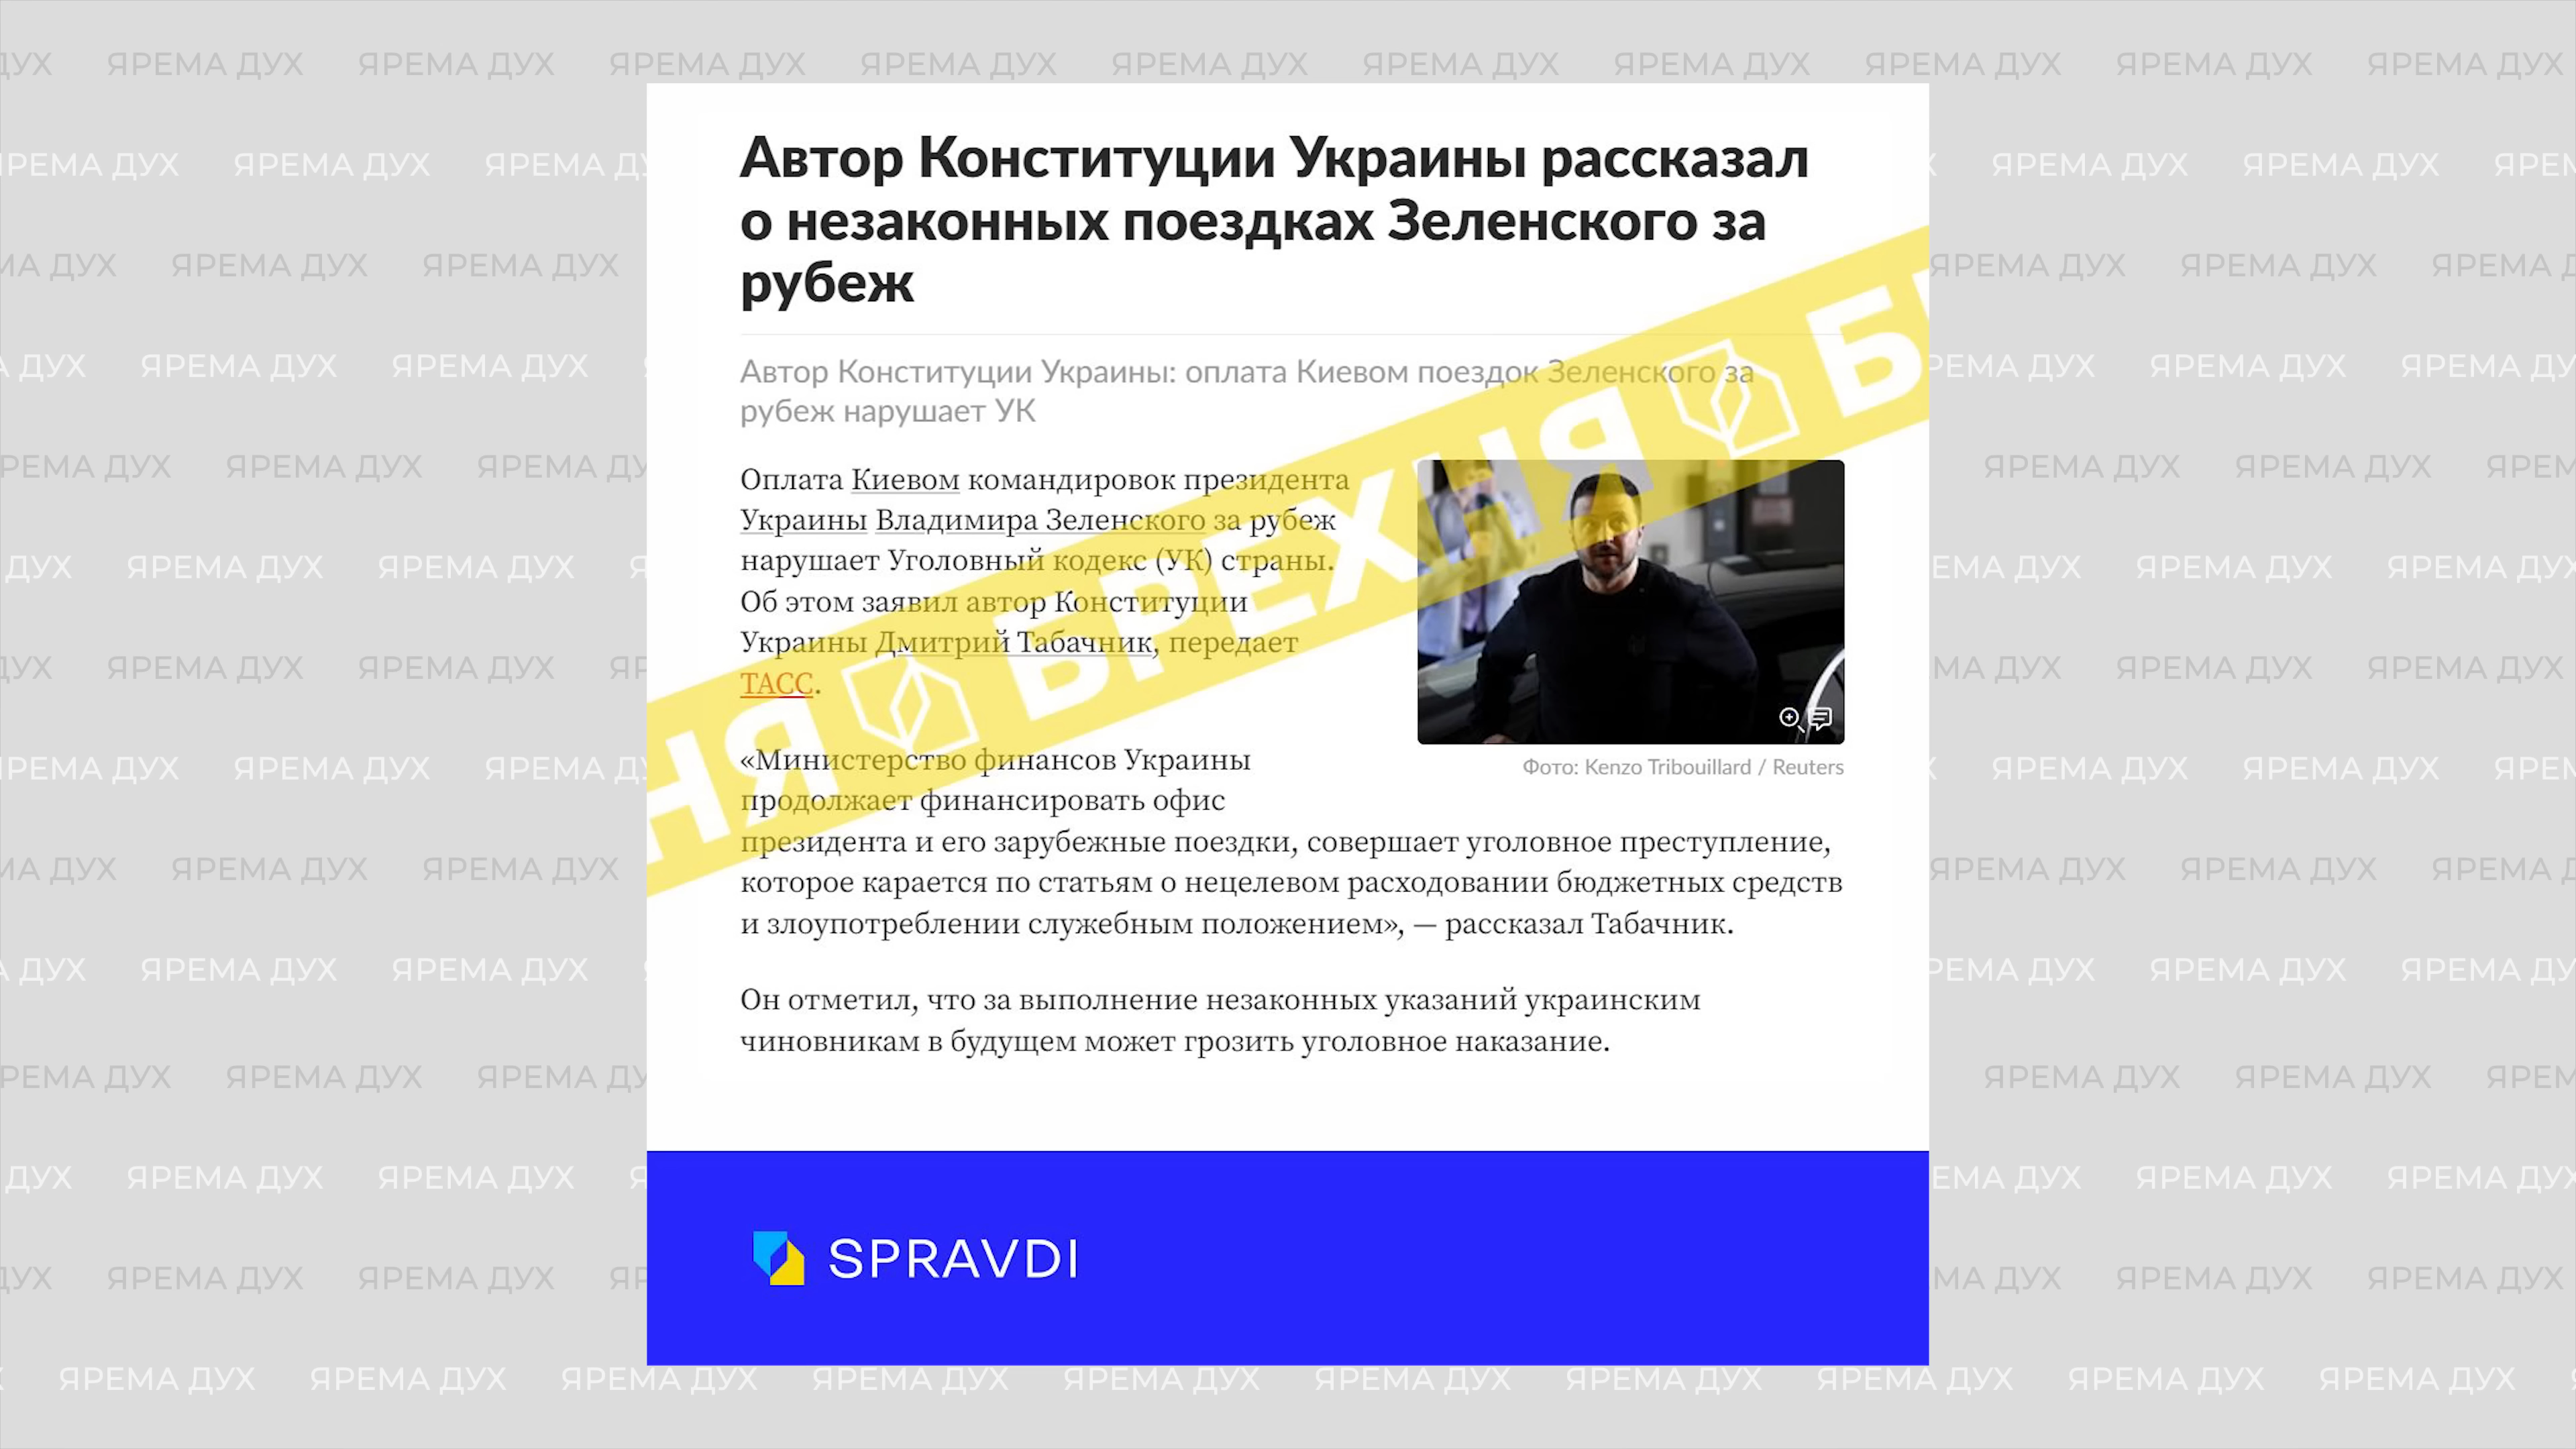 Автор Конституции Украины рассказал
о незаконных поездках Зеленского за
рубеж
Автор Конституции Украины: оплата Киевом поездок Зеленского за
рубеж нарушает УК
Оплата Киевом командировок президента
Украины Владимира Зеленского за рубеж
нарушает Уголовный кодекс (УК) страны.
Об этом заявил автор Конституции
Украины Дмитрий Табачник, передает
ТАСС.
Фото: Kenzo Tribouillard / Reuters
«Министерство финансов Украины
продолжает финансировать офис
президента и его зарубежные поездки, совершает уголовное преступление,
которое карается по статьям о нецелевом расходовании бюджетных средств
и злоупотреблении служебным положением», — рассказал Табачник.
Он отметил, что за выполнение незаконных указаний украинским
чиновникам в будущем может грозить уголовное наказание.
БРЕХНЯ
SPRAVDI
ЯРЕМА ДУХ